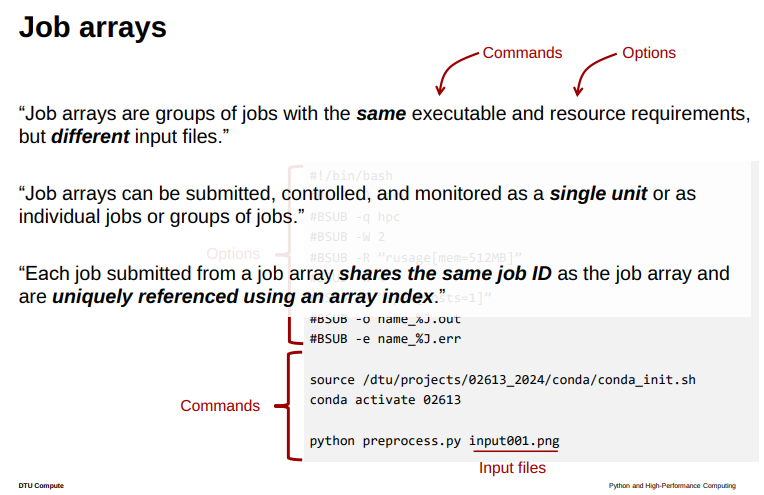 Job arrays
Commands
Options
“Job arrays are groups of jobs with the same executable and resource requirements,
but different input files.”
#!/bin/bash
“Job arrays can be submitted, controlled, and monitored as a single unit or as
individual jobs or groups of jobs.”
#BSUB -q hpc
#BSUB -W 2
Options
#BSUB -R “rusage[mem=512MB]”
“Each job submitted from a job array shares the same job ID as the job array and
are uniquely referenced using an array index.”
#BSUB -o name_%J.out
#BSUB -e name_%J.err
source /dtu/projects/02613_2024/conda/conda_init.sh
conda activate 02613
Commands
python preprocess.py input001.png
Input files
DTU Compute
Python and High-Performance Computing